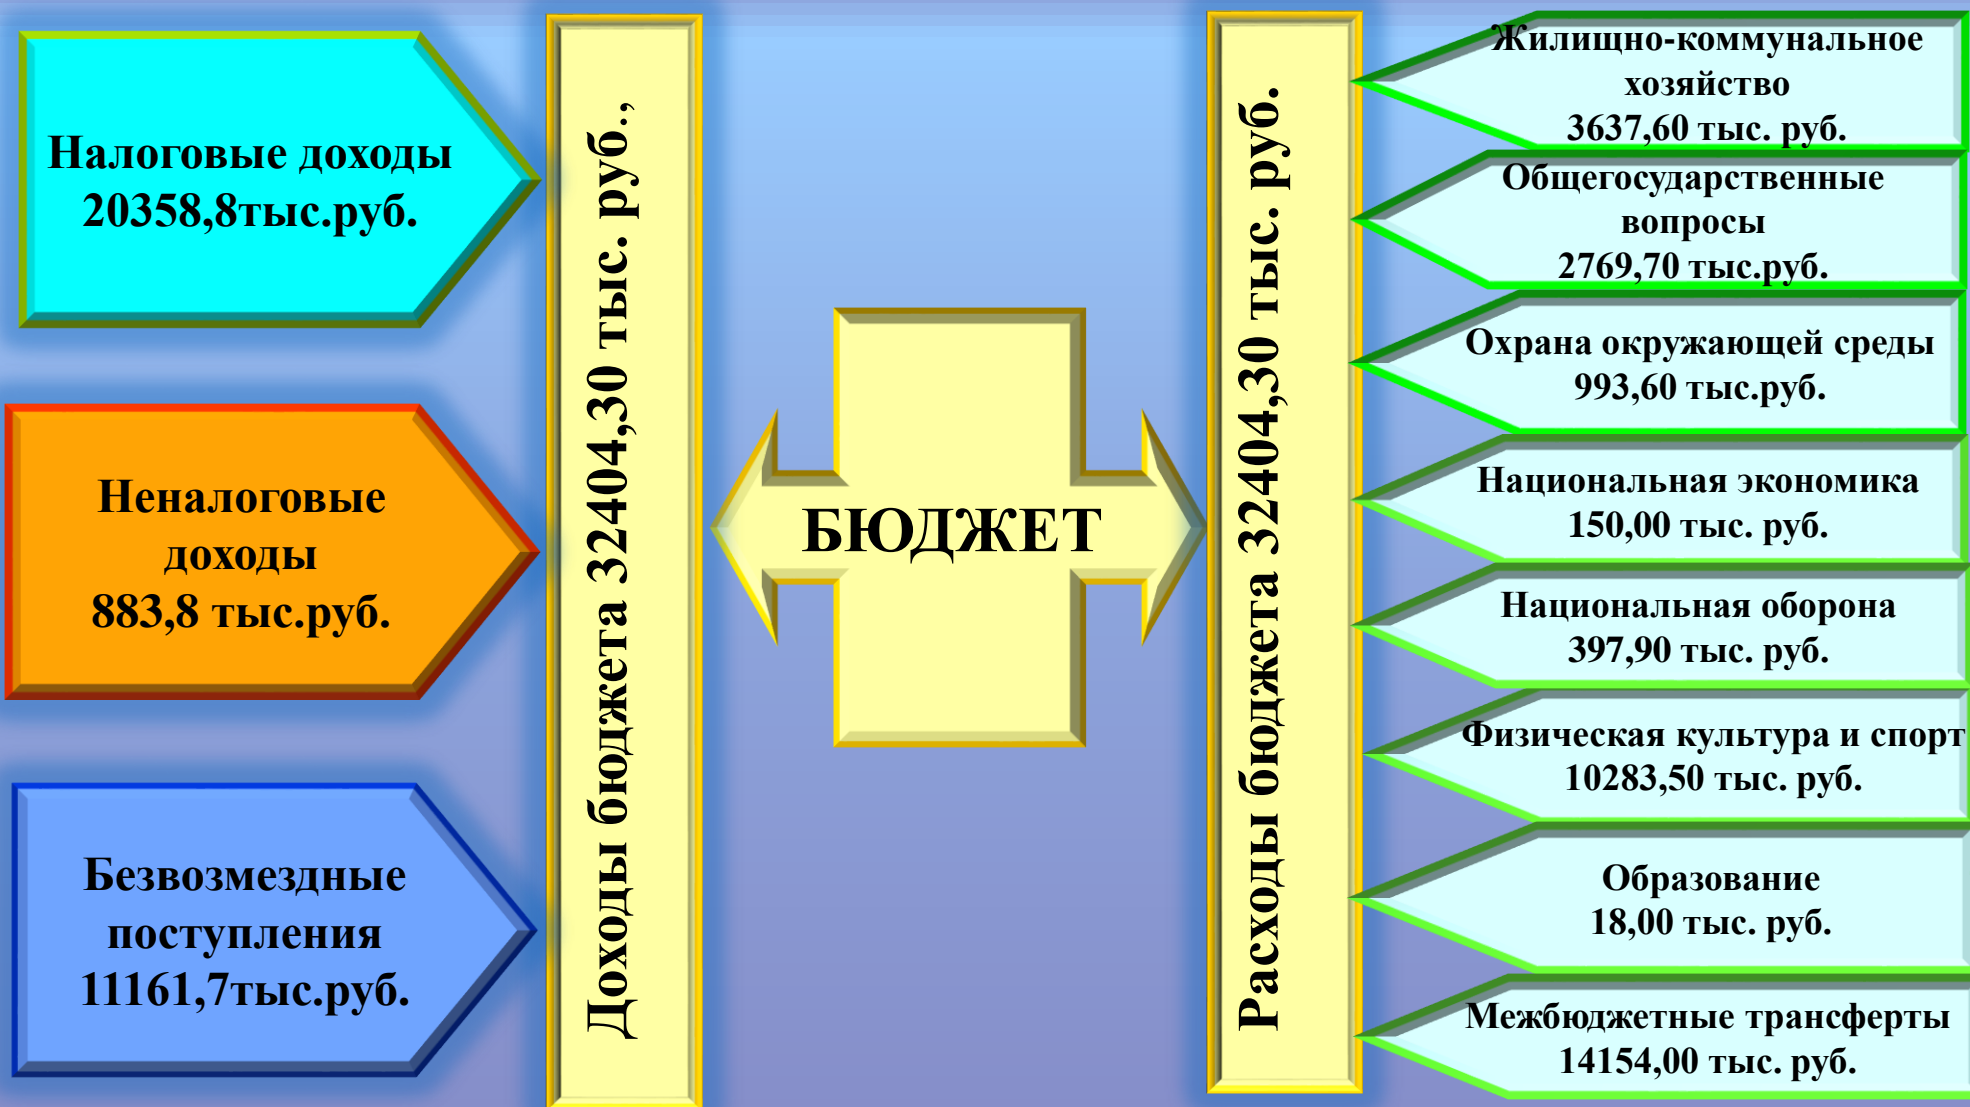 Налоговые доходы
20358,8тыс.руб.
Неналоговые
доходы
883,8 тыс.руб.
Безвозмездные
поступления
11161,7тыс.руб.
Доходы бюджета 32404,30 тыс. руб.,
БЮДЖЕТ
Расходы бюджета 32404,30 тыс. руб.
Жилищно-коммунальное
хозяйство
3637,60 тыс. руб.
Общегосударственные
вопросы
2769,70 тыс.руб.
Охрана окружающей среды
993,60 тыс.руб.
Национальная экономика
150,00 тыс. руб.
Национальная оборона
397,90 тыс. руб.
Физическая культура и спорт
10283,50 тыс. руб.
Образование
18,00 тыс. руб.
Межбюджетные трансферты
14154,00 тыс. руб.